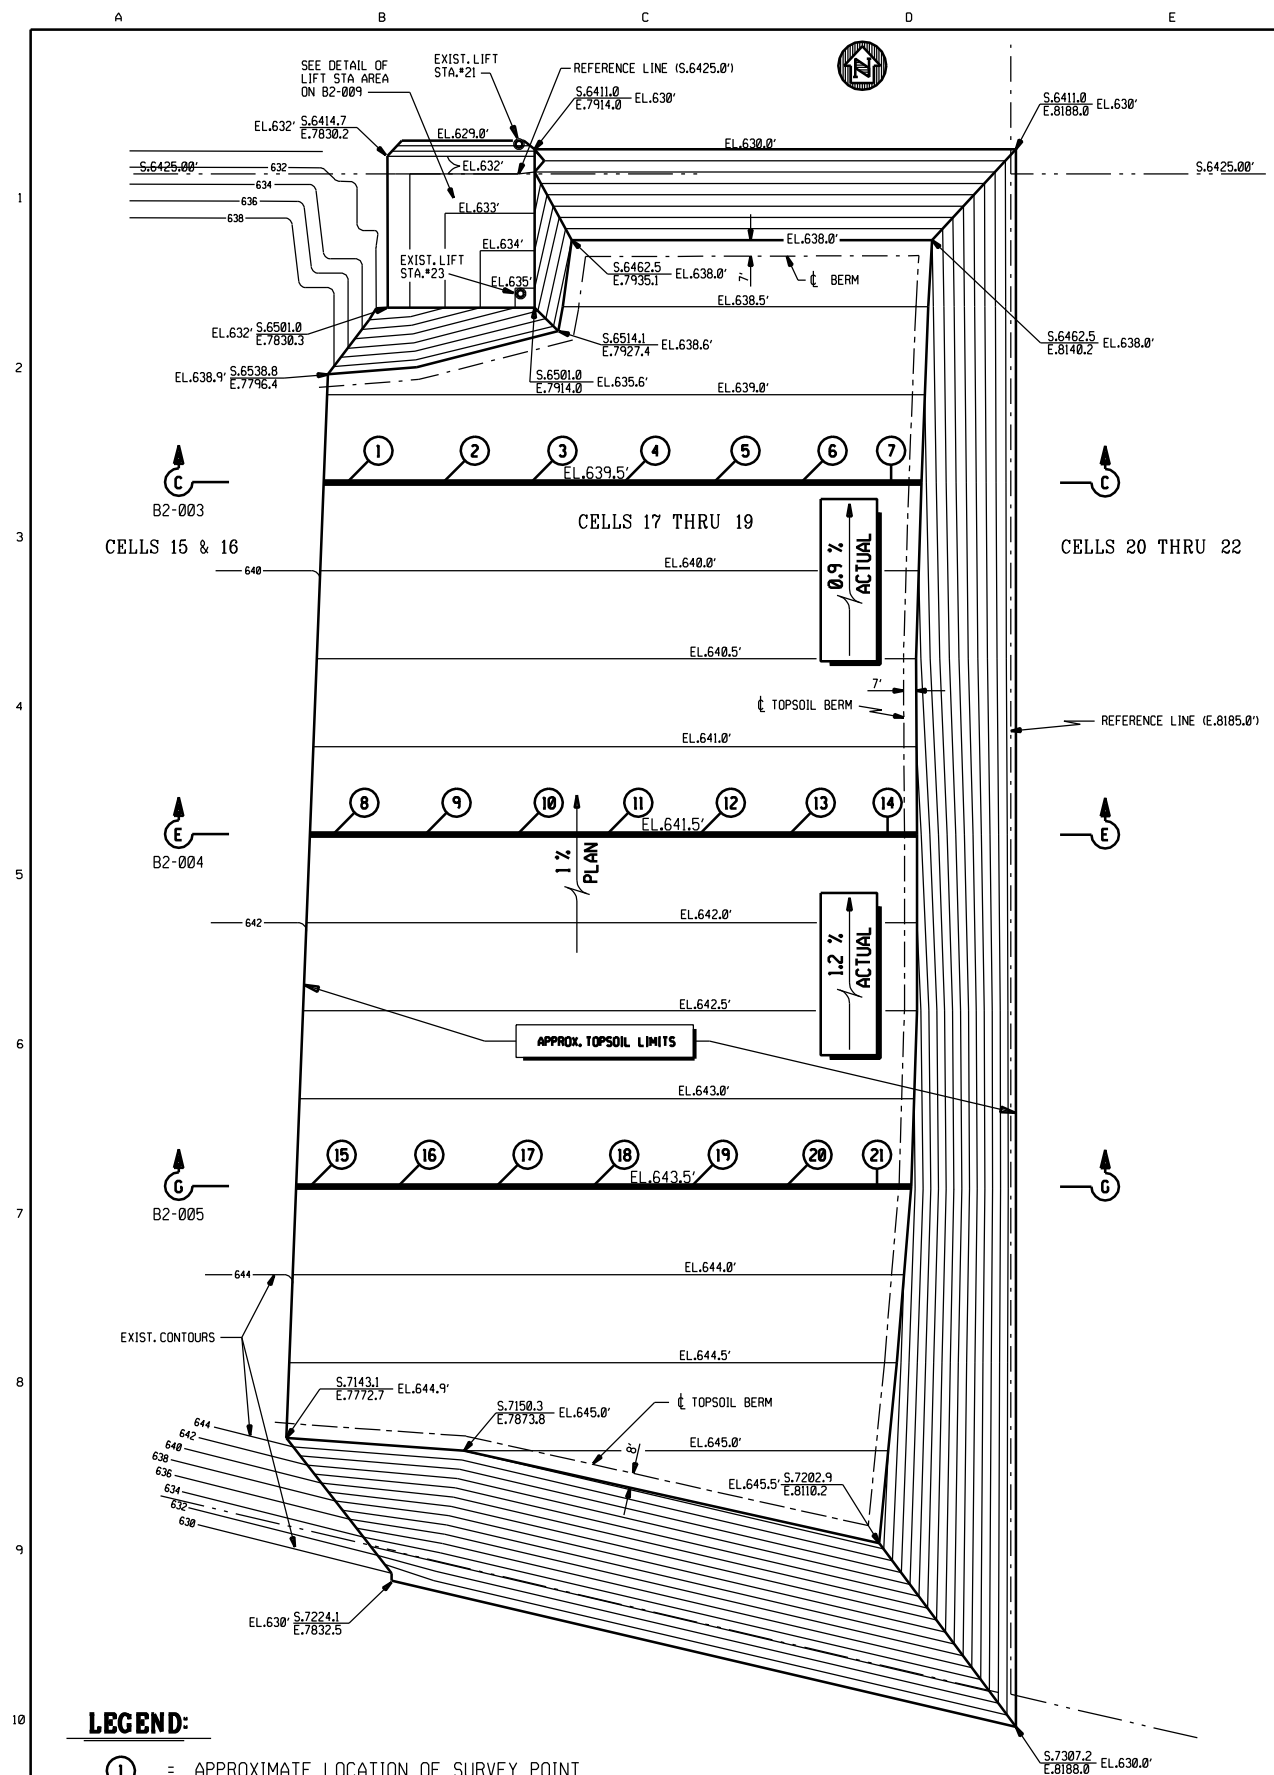 A B C D E
EXIST. LIFT
STA.#21
SEE DETAIL OF
LIFT STA AREA
ON B2-009
REFERENCE LINE (S.6425.0')
N
S.6411.0
E.7914.0
EL.630'
S.6411.0
E.8188.0
EL.630'
EL.632'
S.6414.7
E.7830.2
EL.629.0'
EL.630.0'
S.6425.00'
632
EL.632'
S.6425.00'
634
1
636
EL.633'
638
EL.634'
EL.638.0'
EXIST. LIFT
STA.#23
EL.635'
S.6462.5
E.7935.1
EL.638.0'
7'
℄ BERM
EL.638.5'
EL.632'
S.6501.0
E.7830.3
S.6514.1
E.7927.4
EL.638.6'
S.6462.5
E.8140.2
EL.638.0'
2
EL.638.9'
S.6538.8
E.7796.4
S.6501.0
E.7914.0
EL.635.6'
EL.639.0'
1 2 3 4 5 6 7
EL.639.5'
C
B2-003
C
CELLS 17 THRU 19
3
CELLS 15 & 16
CELLS 20 THRU 22
0.9 %
ACTUAL
640
EL.640.0'
EL.640.5'
7'
4
℄ TOPSOIL BERM
REFERENCE LINE (E.8185.0')
EL.641.0'
8 9 10 11 12 13 14
EL.641.5'
E
B2-004
E
1 %
PLAN
5
642
EL.642.0'
1.2 %
ACTUAL
EL.642.5'
6
APPROX. TOPSOIL LIMITS
EL.643.0'
15 16 17 18 19 20 21
EL.643.5'
G
B2-005
G
7
644
EL.644.0'
EXIST. CONTOURS
EL.644.5'
8
S.7143.1
E.7772.7
EL.644.9'
S.7150.3
E.7873.8
EL.645.0'
℄ TOPSOIL BERM
644
642
640
638
636
634
632
630
EL.645.0'
8'
EL.645.5'
S.7202.9
E.8110.2
9
EL.630'
S.7224.1
E.7832.5
10
LEGEND:
S.7307.2
E.8188.0
EL.630.0'
1 = APPROXIMATE LOCATION OF SURVEY POINT